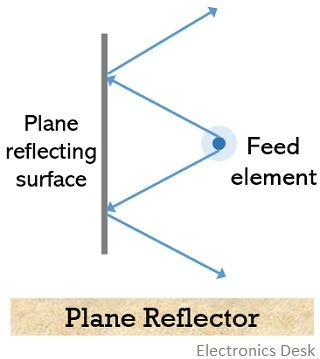 Plane
reflecting
surface
Feed
element
Plane Reflector
Electronics Desk